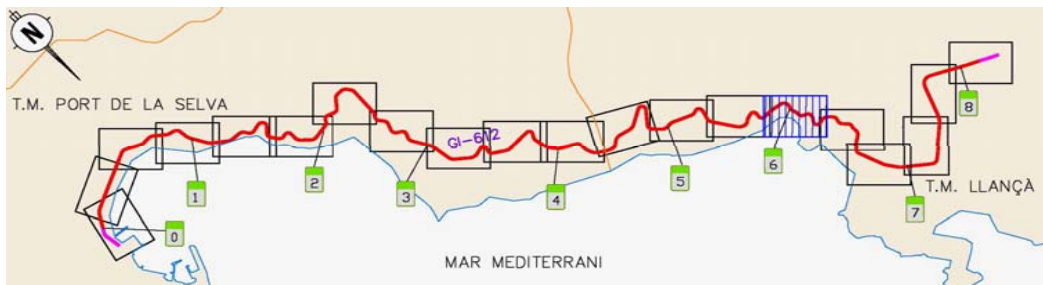 N
T.M. PORT DE LA SELVA
GI-612
8
6
2
1
3
5
4
T.M. LLANÇÀ
7
0
MAR MEDITERRANI